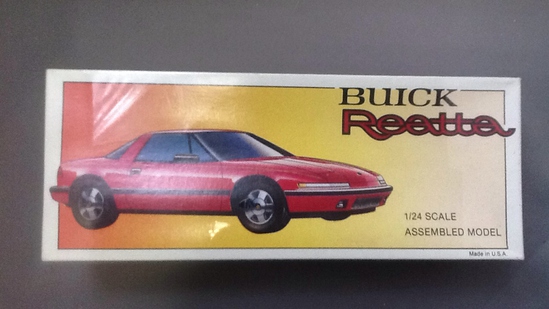 BUICK
Reatta
1/24 SCALE
ASSEMBLED MODEL
Made in U.S.A.